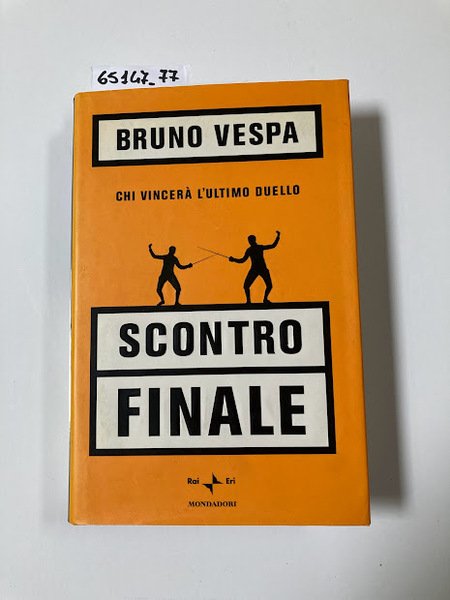 65147_77
BRUNO VESPA
CHI VINCERÀ L'ULTIMO DUELLO
SCONTRO
FINALE
Rai Eri
MONDADORI